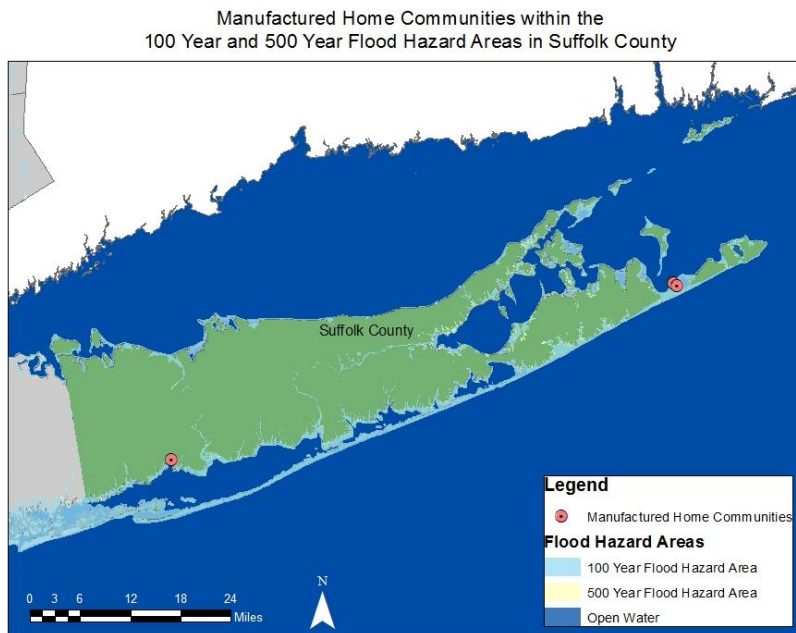 Manufactured Home Communities within the
100 Year and 500 Year Flood Hazard Areas in Suffolk County
Suffolk County
Legend
Manufactured Home Communities
Flood Hazard Areas
100 Year Flood Hazard Area
500 Year Flood Hazard Area
Open Water
0 3 6 12 18 24
Miles
N